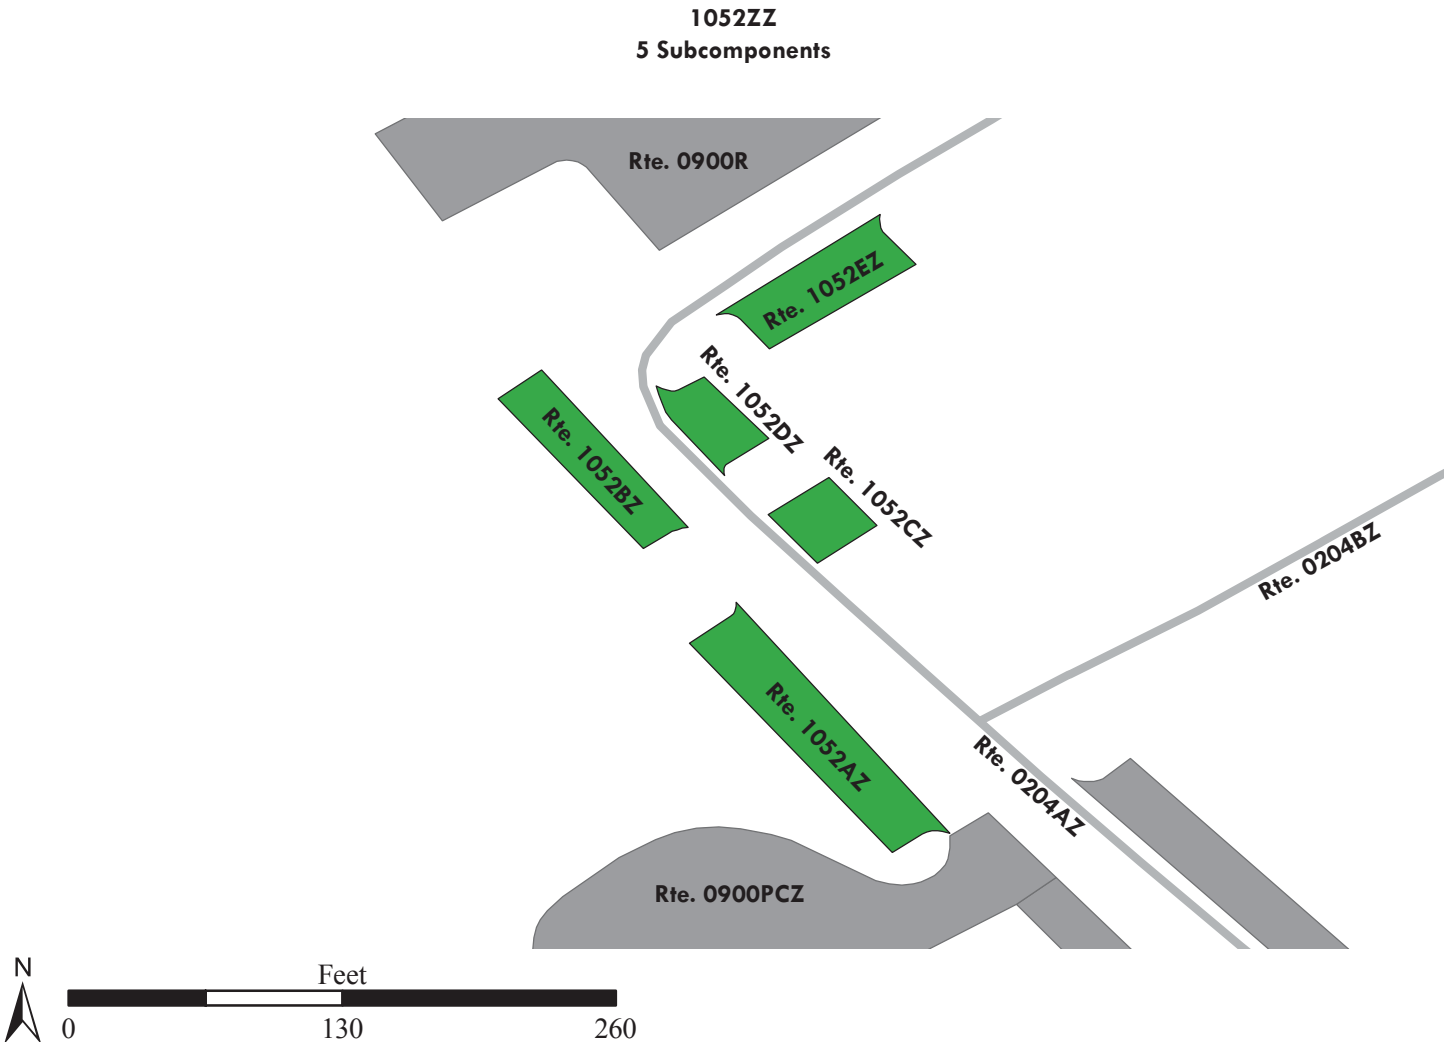 1052ZZ
5 Subcomponents
Rte. 0900R
Rte. 1052EZ
Rte. 1052DZ
Rte. 1052BZ
Rte. 1052CZ
Rte. 0204BZ
Rte. 1052AZ
Rte. 0204AZ
Rte. 0900PCZ
N
Feet
0 130 260